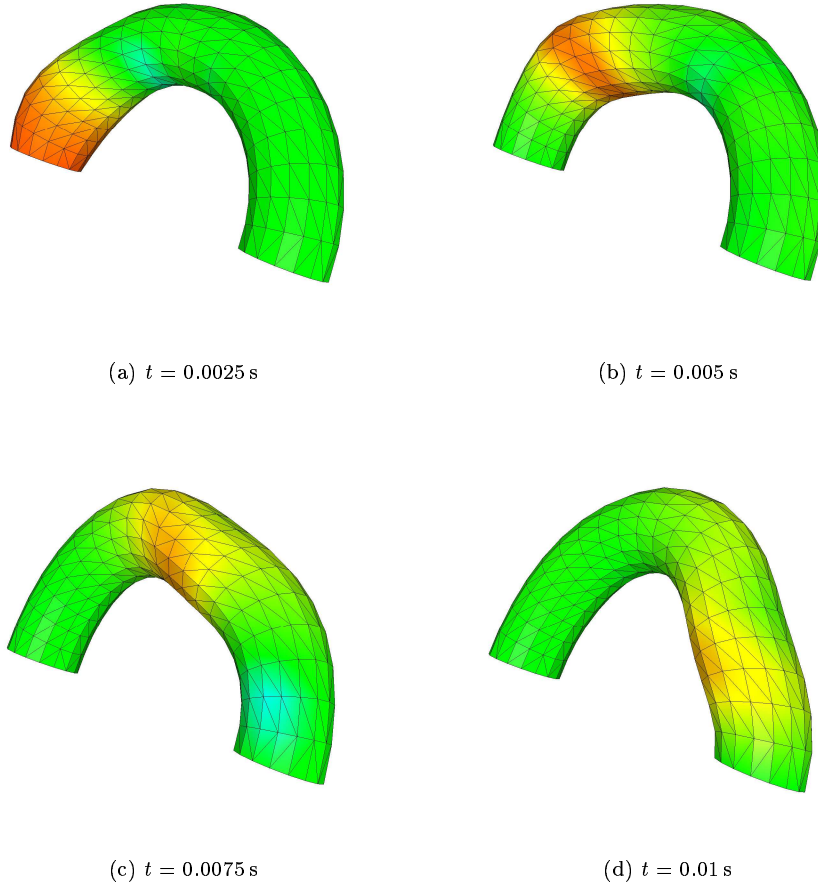 (a) t = 0.0025 s
(b) t = 0.005 s
(c) t = 0.0075 s
(d) t = 0.01 s